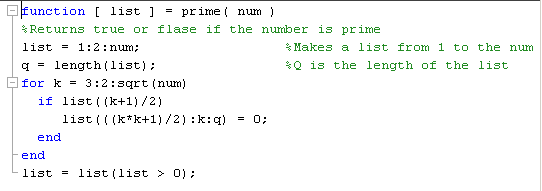 function [ list ] = prime( num )
%Returns true or flase if the number is prime
list = 1:2:num; %Makes a list from 1 to the num
q = length(list); %Q is the length of the list
for k = 3:2:sqrt(num)
if list((k+1)/2)
list(((k*k+1)/2):k:q) = 0;
end
end
list = list(list > 0);